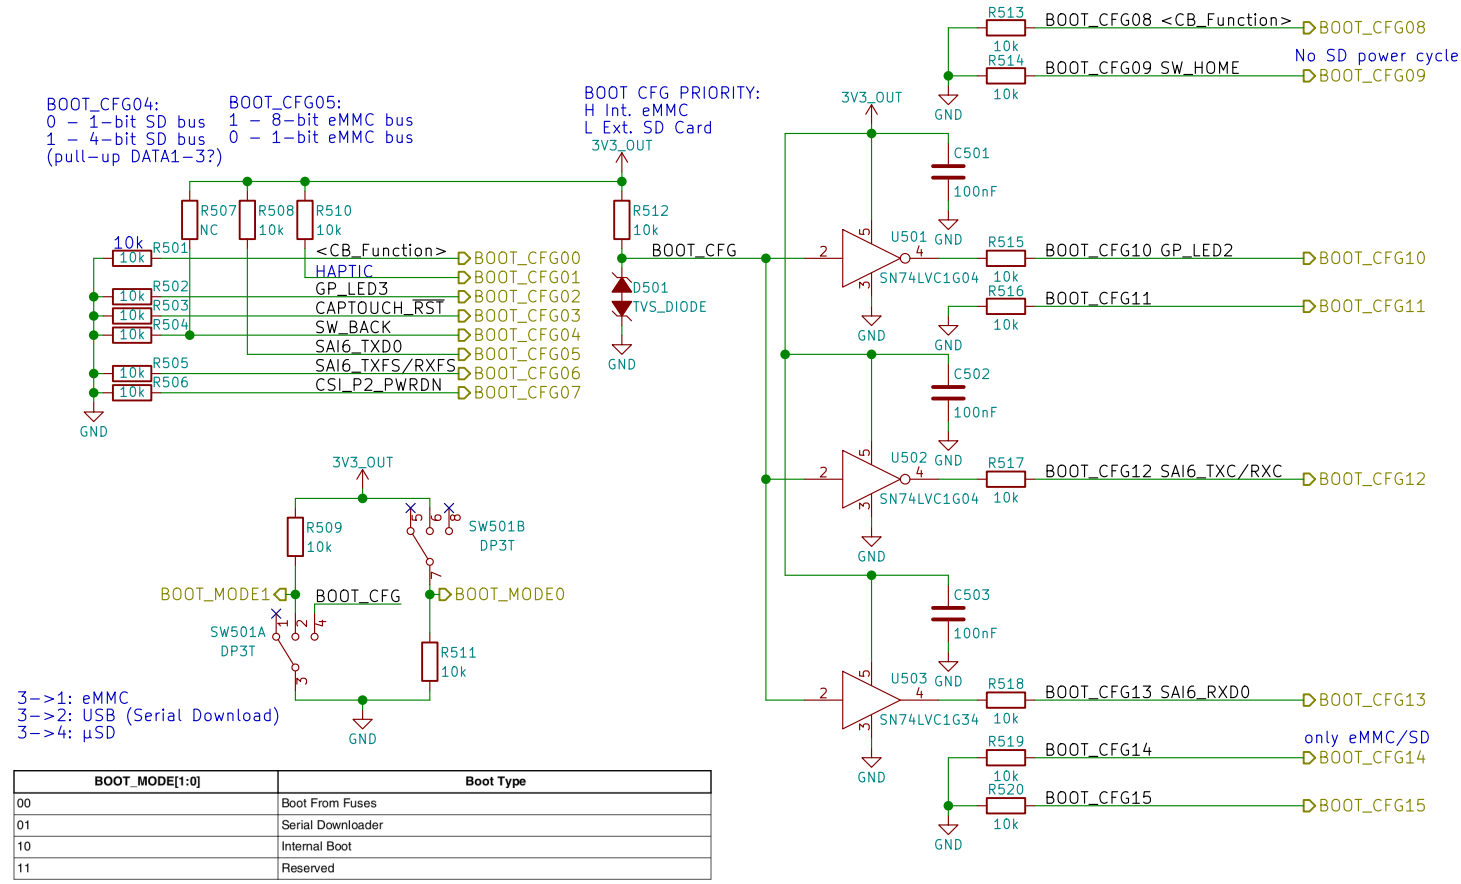 BOOT_CFG04:
0 – 1-bit SD bus
1 – 4-bit SD bus
(pull-up DATA1-3?)
BOOT_CFG05:
1 – 8-bit eMMC bus
0 – 1-bit eMMC bus
BOOT CFG PRIORITY:
H Int. eMMC
L Ext. SD Card
3V3_OUT
R507
NC
R508
10k
R510
10k
R512
10k
10k
R501
10k
<CB_Function>
BOOT_CFG00
HAPTIC
BOOT_CFG01
R502
10k
GP_LED3
BOOT_CFG02
R503
10k
CAPTOUCH_RST
BOOT_CFG03
R504
10k
SW_BACK
BOOT_CFG04
SAI6_TXD0
BOOT_CFG05
R505
10k
SAI6_TXFS/RXFS
BOOT_CFG06
R506
10k
CSI_P2_PWRDN
BOOT_CFG07
GND
BOOT_CFG
D501
TVS_DIODE
GND
3V3_OUT
R509
10k
5
6
8
SW501B
DP3T
7
BOOT_MODE1
BOOT_CFG
BOOT_MODE0
1
2
4
SW501A
DP3T
3
R511
10k
GND
3->1: eMMC
3->2: USB (Serial Download)
3->4: µSD
BOOT_MODE[1:0] Boot Type
00 Boot From Fuses
01 Serial Downloader
10 Internal Boot
11 Reserved
R513
10k
BOOT_CFG08 <CB_Function>
BOOT_CFG08
No SD power cycle
R514
10k
BOOT_CFG09 SW_HOME
BOOT_CFG09
GND
3V3_OUT
C501
100nF
GND
2
5
U501
4
SN74LVC1G04
3
GND
R515
10k
BOOT_CFG10 GP_LED2
BOOT_CFG10
R516
10k
BOOT_CFG11
BOOT_CFG11
GND
C502
100nF
GND
2
5
U502
4
SN74LVC1G04
3
GND
R517
10k
BOOT_CFG12 SAI6_TXC/RXC
BOOT_CFG12
C503
100nF
GND
2
5
U503
4
SN74LVC1G34
3
GND
R518
10k
BOOT_CFG13 SAI6_RXD0
BOOT_CFG13
only eMMC/SD
R519
10k
BOOT_CFG14
BOOT_CFG14
R520
10k
BOOT_CFG15
BOOT_CFG15
GND